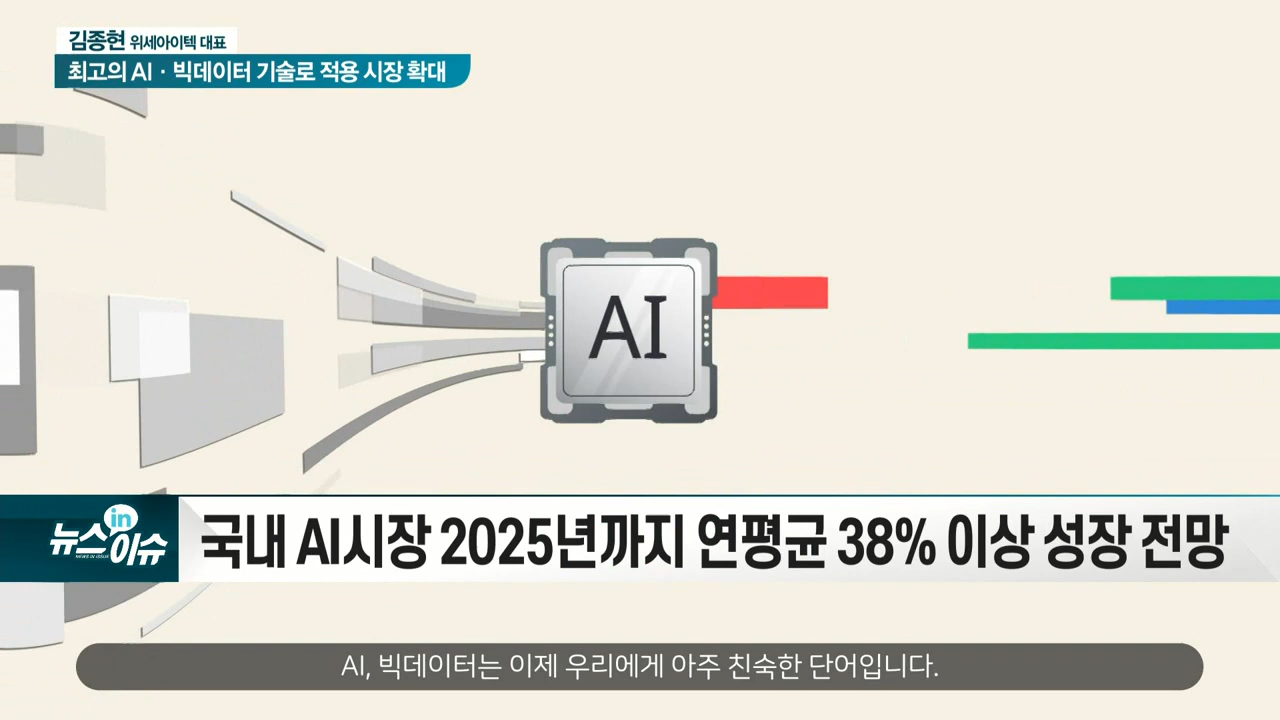 김종현 위세아이텍 대표
최고의 AI · 빅데이터 기술로 적용 시장 확대
AI
뉴스 in 이슈
NEWS IN ISSUE
국내 AI시장 2025년까지 연평균 38% 이상 성장 전망
AI, 빅데이터는 이제 우리에게 아주 친숙한 단어입니다.